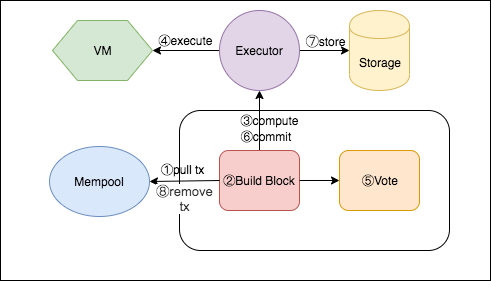 ④execute
⑦store
VM
Executor
Storage
③compute
⑥commit
①pull tx
Mempool
②Build Block
⑤Vote
⑧remove
tx